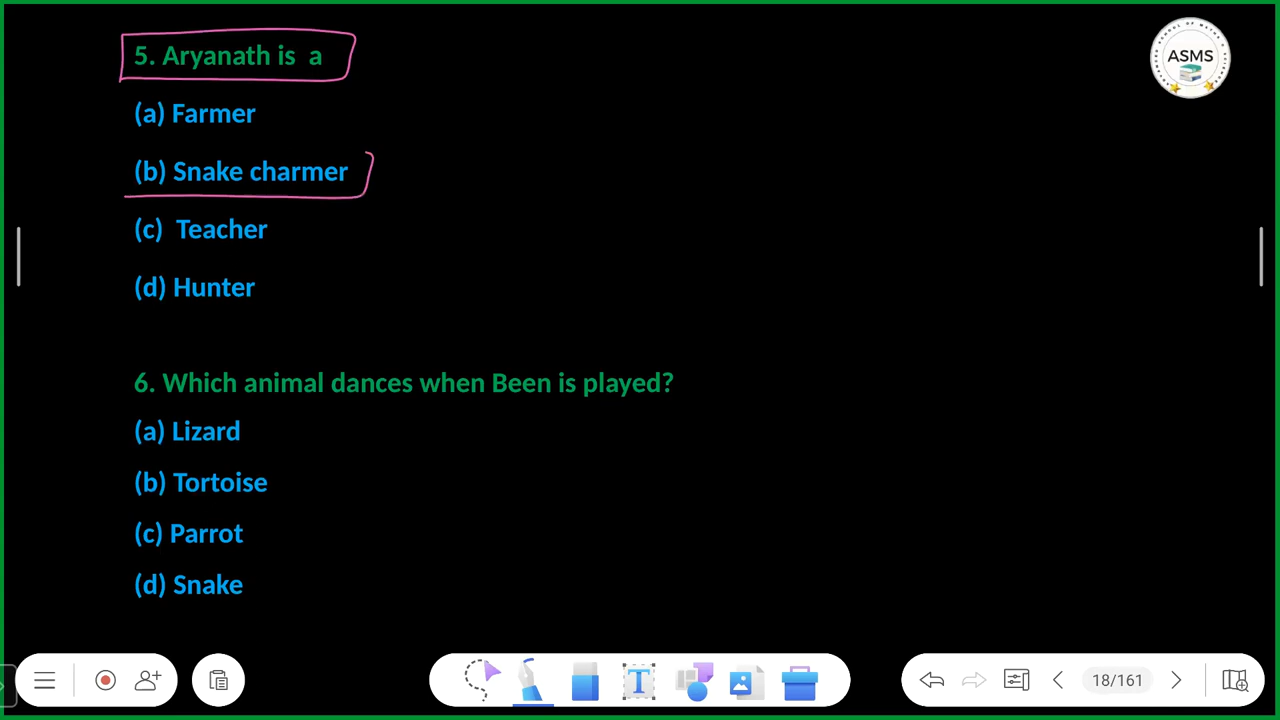 5. Aryanath is a
ASMS
(a) Farmer
(b) Snake charmer
(c) Teacher
(d) Hunter
6. Which animal dances when Been is played?
(a) Lizard
(b) Tortoise
(c) Parrot
(d) Snake
T
18/161